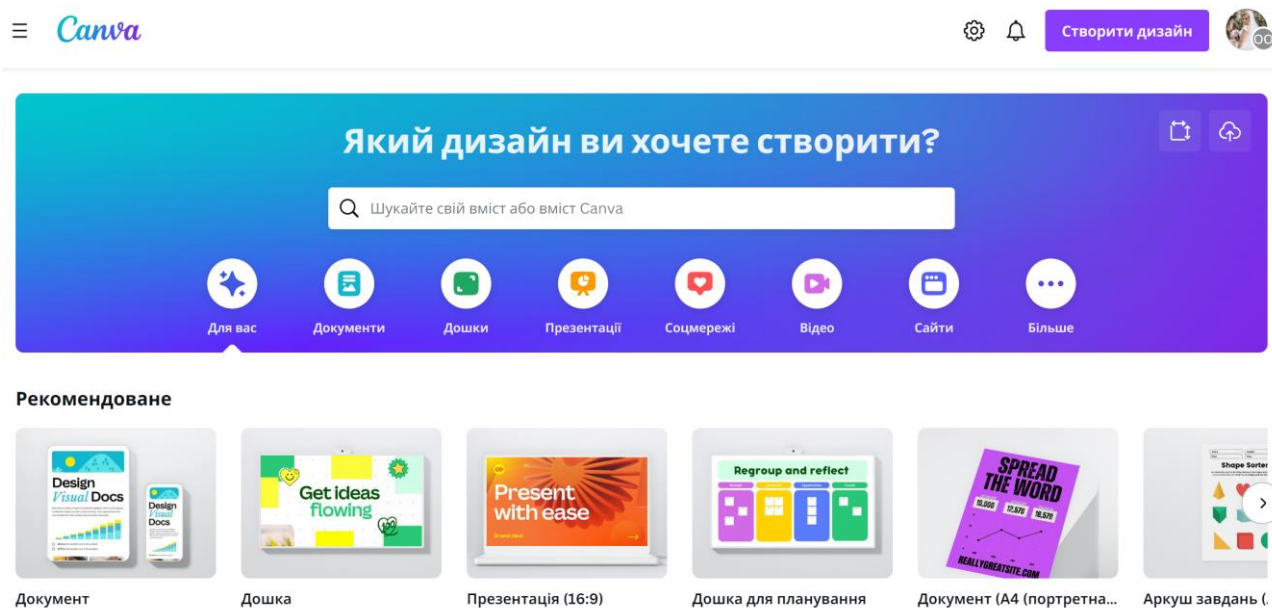 Canva
Створити дизайн
OO
Який дизайн ви хочете створити?
Шукайте свій вміст або вміст Canva
Для вас
Документи
Дошки
Презентації
Соцмережі
Відео
Сайти
Більше
Рекомендоване
Design
Visual Docs
Design
Visual
Docs
Get ideas
flowing
Present
with ease
Regroup and reflect
SPREAD
THE WORD
REALLYGREATSITE.COM
Shape Sorter
Документ
Дошка
Презентація (16:9)
Дошка для планування
Документ (A4 (портретна...
Аркуш завдань (